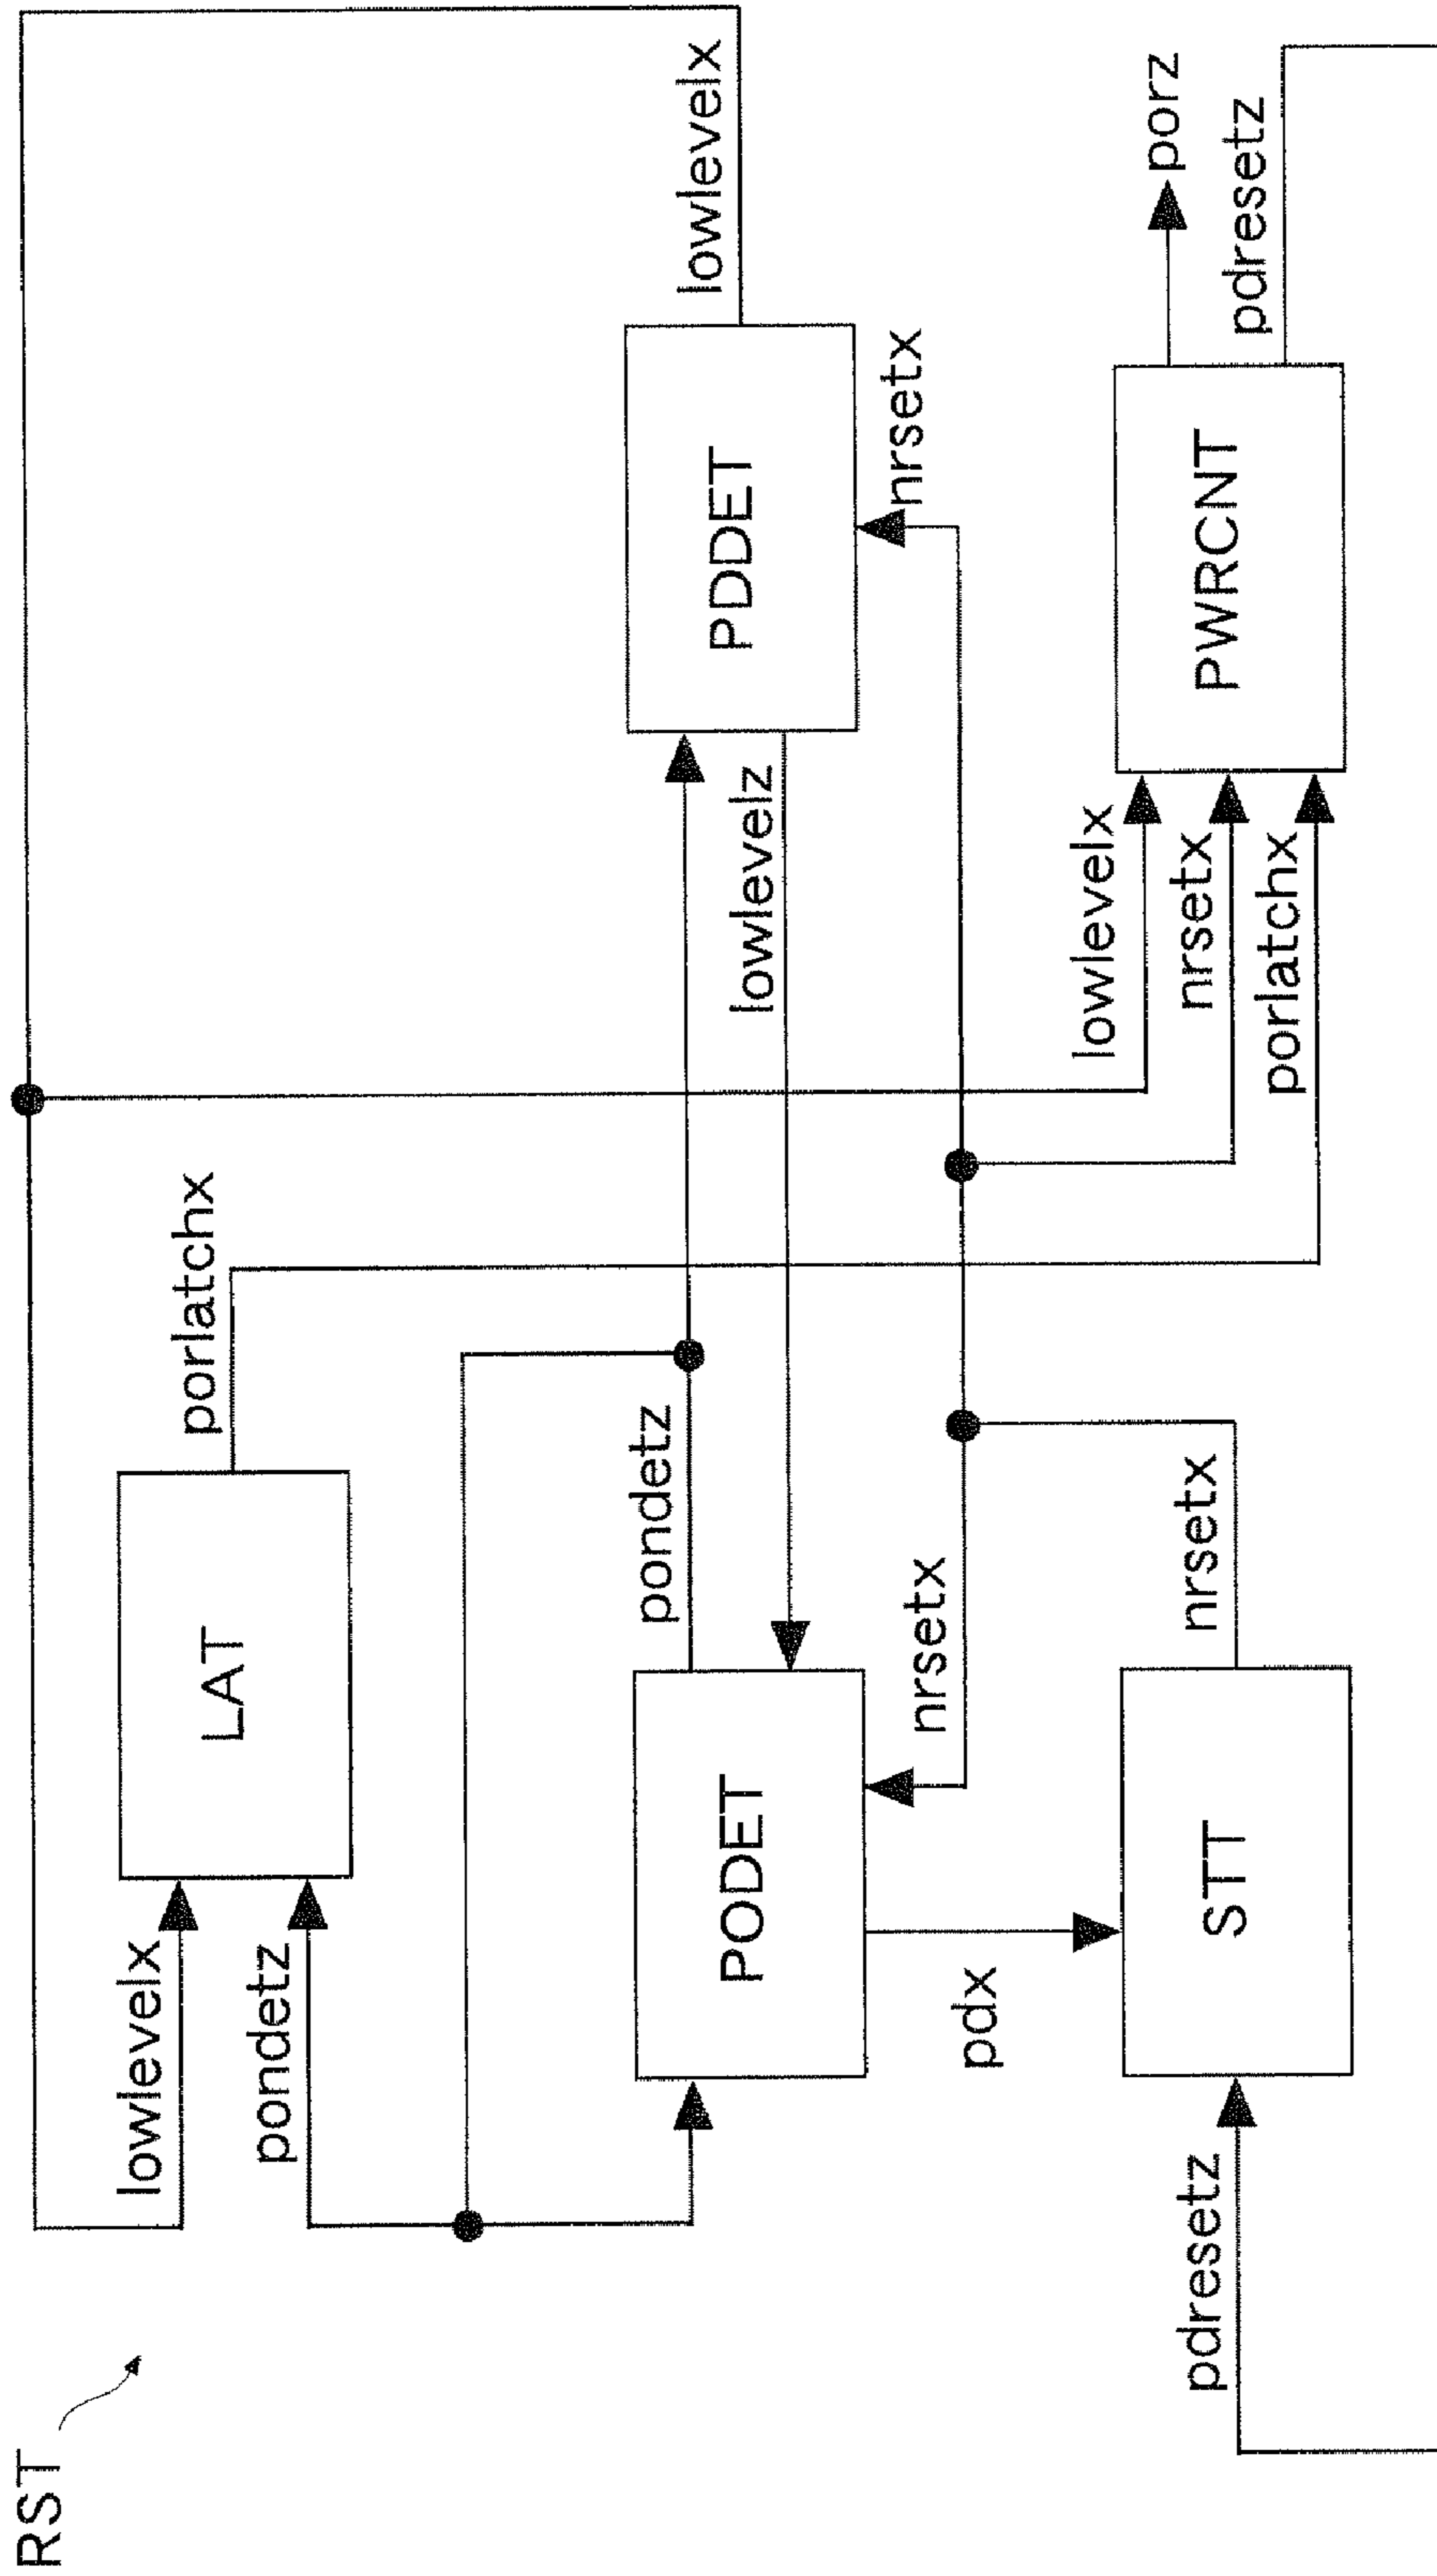 RST
lowlevelx
pondetz
LAT
porlatchx
lowlevelx
pondetz
PODET
lowlevelz
PDDET
nrsetx
nrsetx
pdx
lowlevelx
nrsetx
porlatchx
PWRCNT
porz
pdresetz
pdresetz
STT
nrsetx